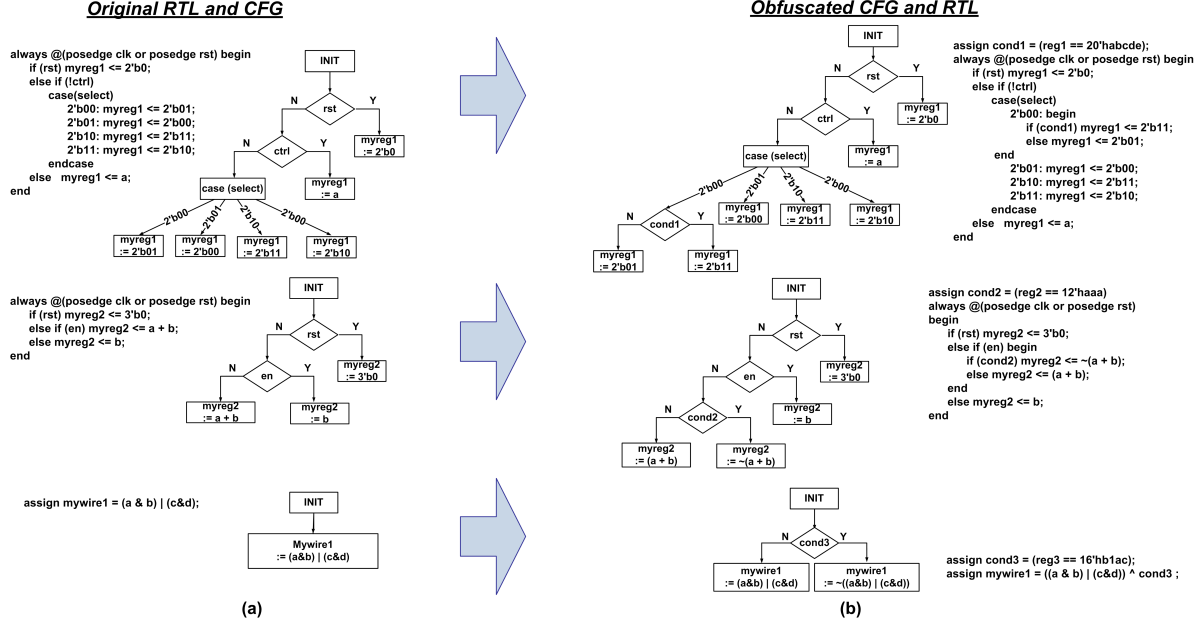 Original RTL and CFG
always @(posedge clk or posedge rst) begin
if (rst) myreg1 <= 2'b0;
else if (!ctrl)
case(select)
2'b00: myreg1 <= 2'b01;
2'b01: myreg1 <= 2'b00;
2'b10: myreg1 <= 2'b11;
2'b11: myreg1 <= 2'b10;
endcase
else myreg1 <= a;
end
INIT
rst
N
Y
myreg1
:= 2'b0
ctrl
N
Y
myreg1
:= a
case (select)
2'b00
2'b01
2'b10
2'b00
myreg1
:= 2'b01
myreg1
:= 2'b00
myreg1
:= 2'b11
myreg1
:= 2'b10
always @(posedge clk or posedge rst) begin
if (rst) myreg2 <= 3'b0;
else if (en) myreg2 <= a + b;
else myreg2 <= b;
end
INIT
rst
N
Y
myreg2
:= 3'b0
en
N
Y
myreg2
:= a + b
myreg2
:= b
assign mywire1 = (a & b) | (c&d);
INIT
Mywire1
:= (a&b) | (c&d)
(a)
Obfuscated CFG and RTL
INIT
rst
N
Y
myreg1
:= 2'b0
ctrl
N
Y
myreg1
:= a
case (select)
2'b00
2'b01
2'b10
2'b00
cond1
N
Y
myreg1
:= 2'b00
myreg1
:= 2'b11
myreg1
:= 2'b10
myreg1
:= 2'b01
myreg1
:= 2'b11
assign cond1 = (reg1 == 20'habcde);
always @(posedge clk or posedge rst) begin
if (rst) myreg1 <= 2'b0;
else if (!ctrl)
case(select)
2'b00: begin
if (cond1) myreg1 <= 2'b11;
else myreg1 <= 2'b01;
end
2'b01: myreg1 <= 2'b00;
2'b10: myreg1 <= 2'b11;
2'b11: myreg1 <= 2'b10;
endcase
else myreg1 <= a;
end
INIT
rst
N
Y
myreg2
:= 3'b0
en
N
Y
myreg2
:= b
cond2
N
Y
myreg2
:= (a + b)
myreg2
:= ~(a + b)
assign cond2 = (reg2 == 12'haaa)
always @(posedge clk or posedge rst)
begin
if (rst) myreg2 <= 3'b0;
else if (en) begin
if (cond2) myreg2 <= ~(a + b);
else myreg2 <= (a + b);
end
else myreg2 <= b;
end
INIT
cond3
N
Y
mywire1
:= (a&b) | (c&d)
mywire1
:= ~((a&b) | (c&d))
assign cond3 = (reg3 == 16'hb1ac);
assign mywire1 = ((a & b) | (c&d)) ^ cond3 ;
(b)